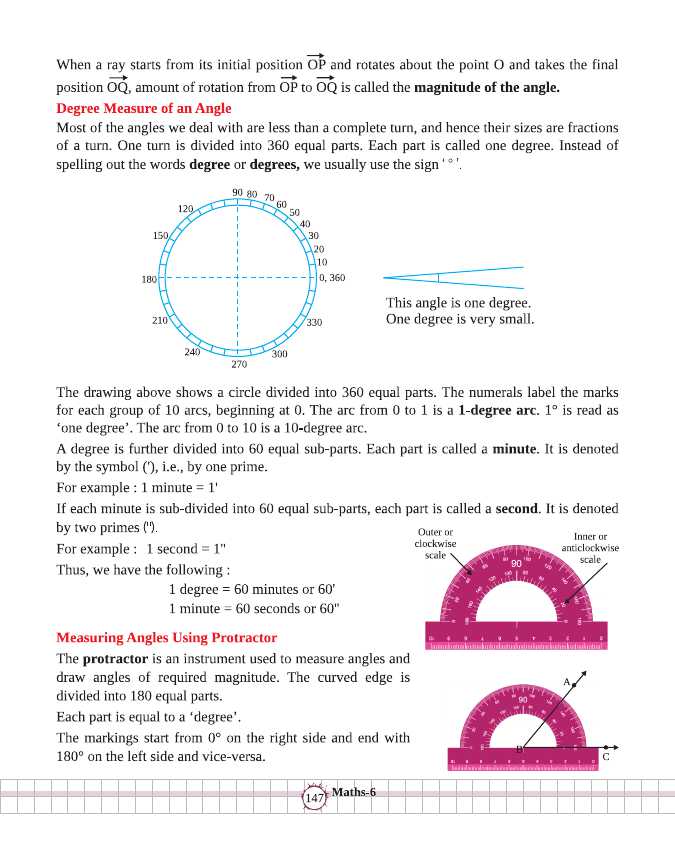 When a ray starts from its initial position OP and rotates about the point O and takes the final
position OQ, amount of rotation from OP to OQ is called the magnitude of the angle.
Degree Measure of an Angle
Most of the angles we deal with are less than a complete turn, and hence their sizes are fractions
of a turn. One turn is divided into 360 equal parts. Each part is called one degree. Instead of
spelling out the words degree or degrees, we usually use the sign ' ° '.
90 80 70 60 50 40 30 20 10 0, 360
120
150
180
210
240
270
300
330
This angle is one degree.
One degree is very small.
The drawing above shows a circle divided into 360 equal parts. The numerals label the marks
for each group of 10 arcs, beginning at 0. The arc from 0 to 1 is a 1-degree arc. 1° is read as
‘one degree’. The arc from 0 to 10 is a 10-degree arc.
A degree is further divided into 60 equal sub-parts. Each part is called a minute. It is denoted
by the symbol ('), i.e., by one prime.
For example : 1 minute = 1'
If each minute is sub-divided into 60 equal sub-parts, each part is called a second. It is denoted
by two primes (").
For example : 1 second = 1"
Thus, we have the following :
1 degree = 60 minutes or 60'
1 minute = 60 seconds or 60"
Outer or
clockwise
scale
Inner or
anticlockwise
scale
90
Measuring Angles Using Protractor
The protractor is an instrument used to measure angles and
draw angles of required magnitude. The curved edge is
divided into 180 equal parts.
Each part is equal to a ‘degree’.
The markings start from 0° on the right side and end with
180° on the left side and vice-versa.
A
90
B
C
147 Maths-6